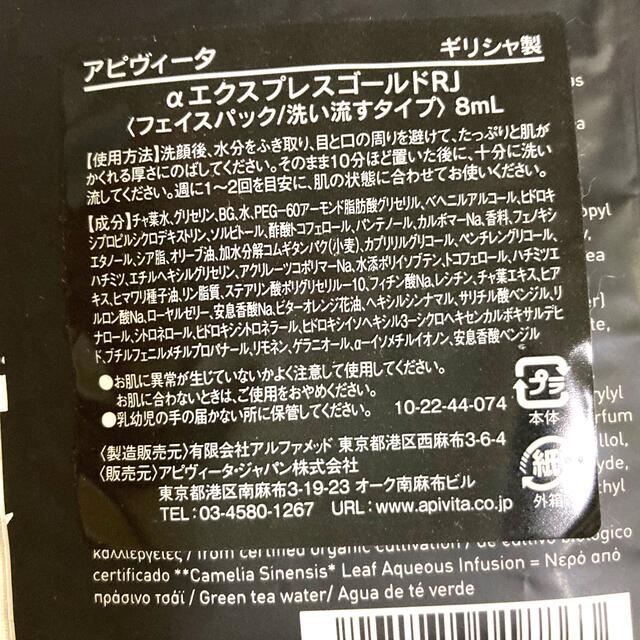 アピヴィータ ギリシャ製
αエクスプレスゴールドRJ
〈フェイスパック/洗い流すタイプ〉8mL
【使用方法】洗顔後、水分をふき取り、目と口の周りを避けて、たっぷりと肌が
かくれる厚さにのばしてください。そのまま10分ほど置いた後に、十分に洗い
流してください。週に1〜2回を目安に、肌の状態に合わせてお使いください。
【成分】チャ葉水、グリセリン、BG、水、PEG-60アーモンド脂肪酸グリセリル、ベヘニルアルコール、ヒドロキ
シプロピルシクロデキストリン、ソルビトール、酢酸トコフェロール、パンテノール、カルボマーNa、香料、フェノキシ
エタノール、シア脂、オリーブ油、加水分解コムギタンパク(小麦)、カプリリルグリコール、ペンチレングリコール、
ハチミツ、エチルヘキシルグリセリン、アクリレーツコポリマーNa、水添ポリイソブテン、トコフェロール、ハチミツエ
キス、ヒマワリ種子油、リン脂質、ステアリン酸ポリグリセリル-10、フィチン酸Na、レシチン、チャ葉エキス、ヒア
ルロン酸Na、ローヤルゼリー、安息香酸Na、ビターオレンジ花油、ヘキシルシンナマル、サリチル酸ベンジル、リ
ナロール、シトロネロール、ヒドロキシシトロネラール、ヒドロキシイソヘキシル3-シクロヘキセンカルボキサルデヒ
ド、ブチルフェニルメチルプロパナール、リモネン、ゲラニオール、α-イソメチルイオノン、安息香酸ベンジル
●お肌に異常が生じていないかよく注意して使用してください。
お肌に合わないときは、ご使用をおやめください。
●乳幼児の手の届かない所に保管してください。 10-22-44-074
プラ
本体
〈製造販売元〉有限会社アルファメッド 東京都港区西麻布3-6-4
〈販売元〉アピヴィータ・ジャパン株式会社
東京都港区南麻布3-19-23 オーク南麻布ビル
TEL:03-4580-1267 URL:www.apivita.co.jp
紙
外箱
καλλιέργειες / from certified organic cultivation / de cultivo biológico
certificado **Camelia Sinensis* Leaf Aqueous Infusion = Νερό από
πράσινο τσάϊ / Green tea water/ Agua de té verde